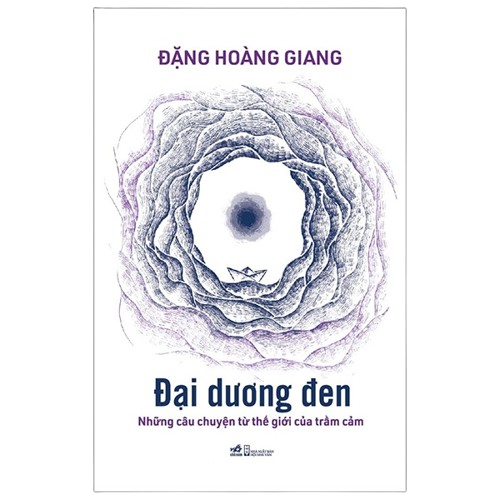 ĐẶNG HOÀNG GIANG
Đại dương đen
Những câu chuyện từ thế giới của trầm cảm